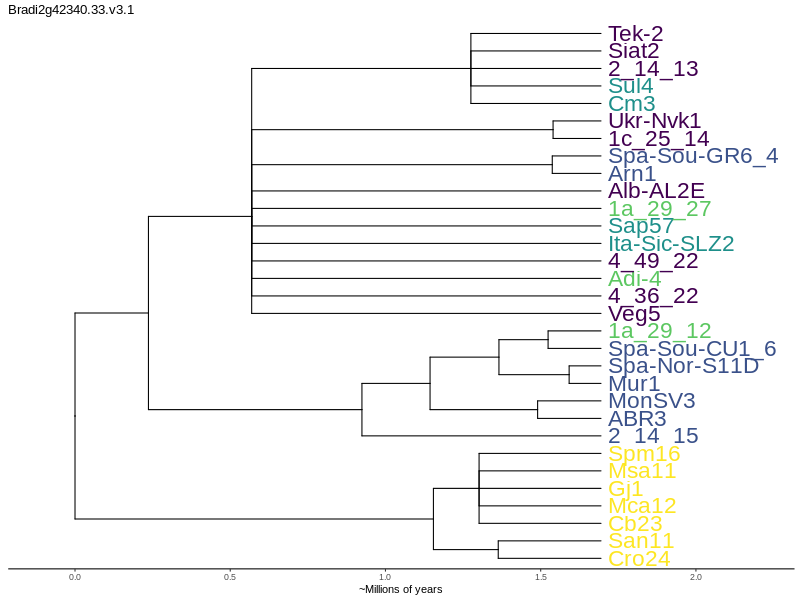 Bradi2g42340.33.v3.1
Tek-2
Siat2
2_14_13
Sul4
Cm3
Ukr-Nvk1
1c_25_14
Spa-Sou-GR6_4
Arn1
Alb-AL2E
1a_29_27
Sap57
Ita-Sic-SLZ2
4_49_22
Adi-4
4_36_22
Veg5
1a_29_12
Spa-Sou-CU1_6
Spa-Nor-S11D
Mur1
MonSV3
ABR3
2_14_15
Spm16
Msa11
Gj1
Mca12
Cb23
San11
Cro24
0.0 0.5 1.0 1.5 2.0
~Millions of years